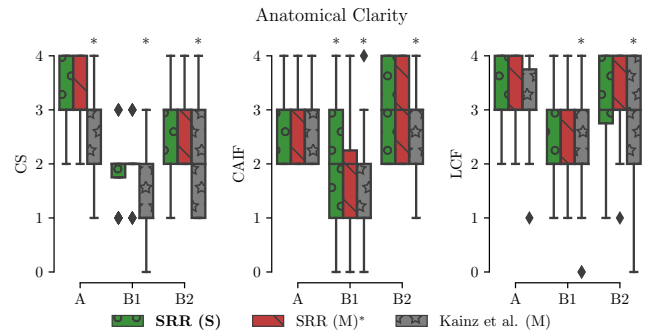 Anatomical Clarity
* * * * * * * *
4 4 4
3 3 3
2 2 2
1 1 1
0 0 0
CS CAIF LCF
A B1 B2 A B1 B2 A B1 B2
SRR (S) SRR (M)* Kainz et al. (M)